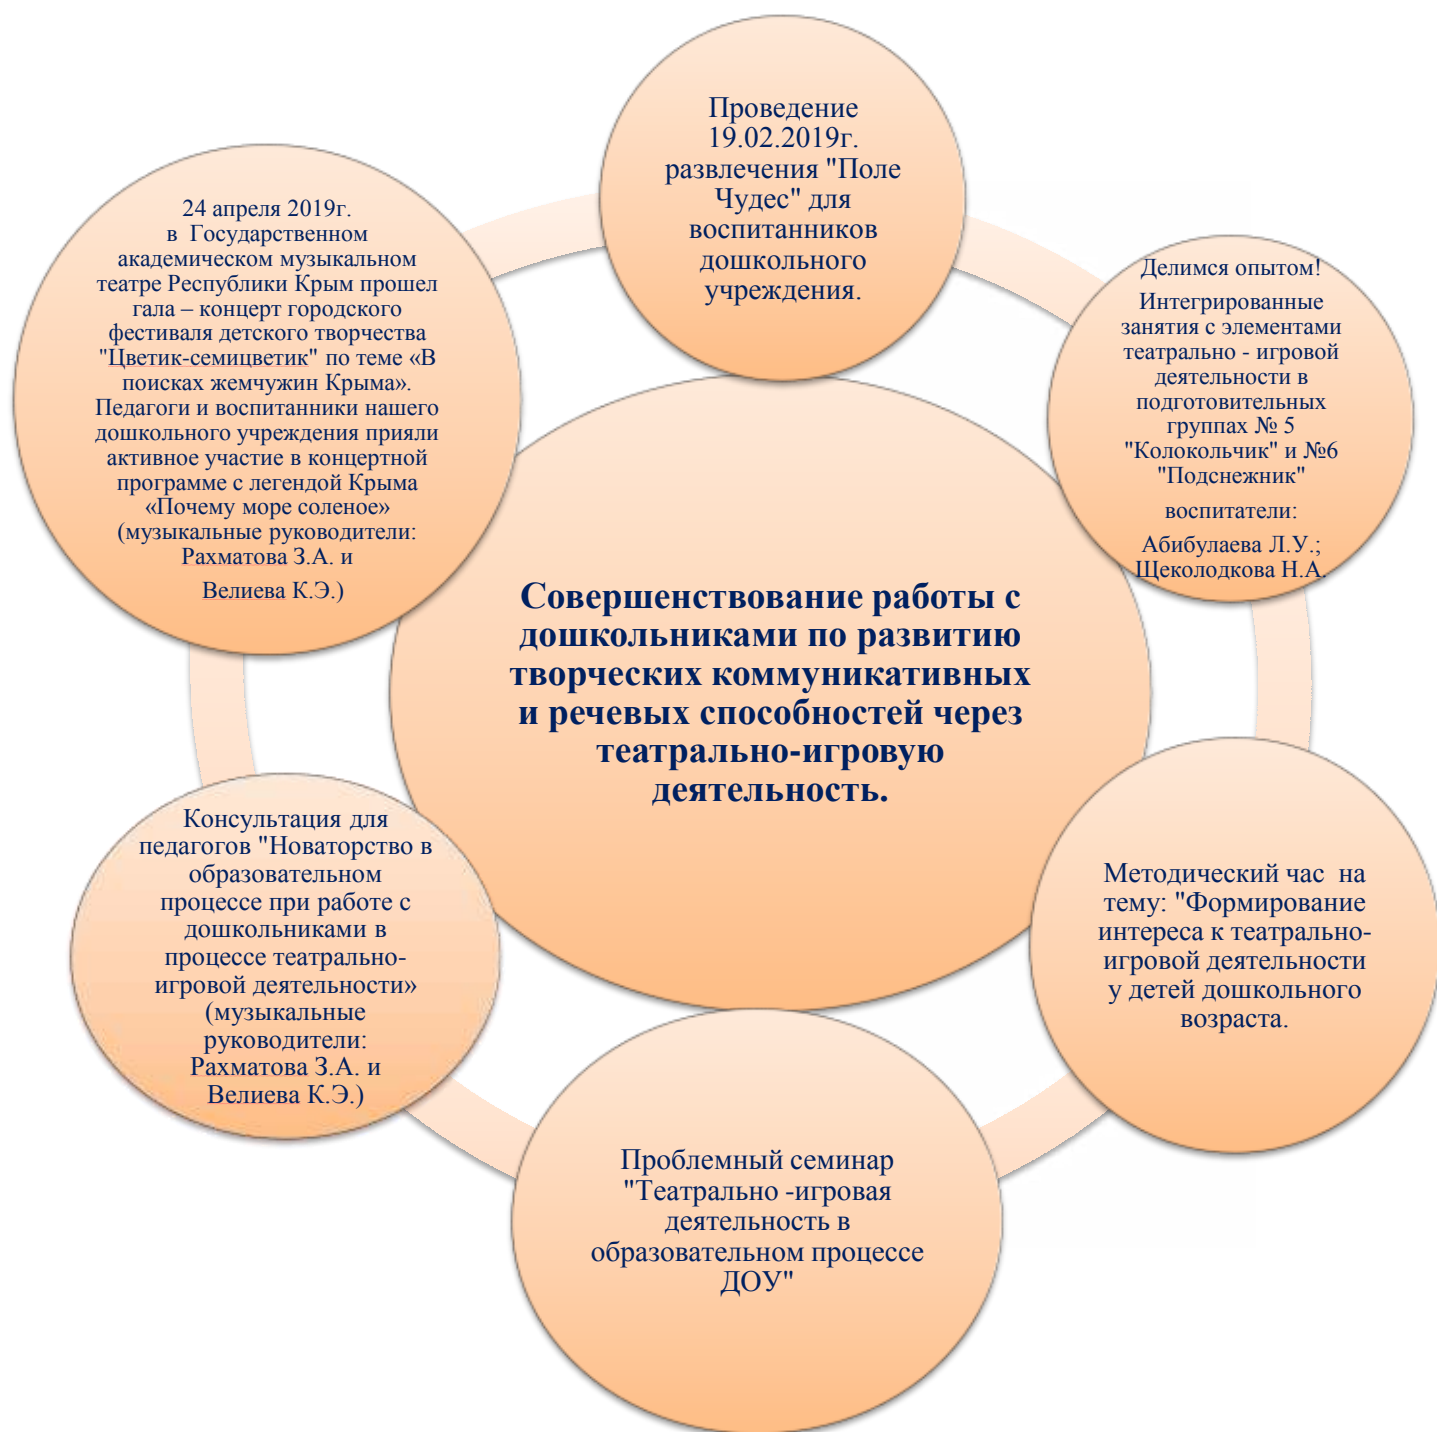 Проведение
19.02.2019г.
развлечения "Поле
Чудес" для
воспитанников
дошкольного
учреждения.
Делимся опытом!
Интегрированные
занятия с элементами
театрально - игровой
деятельности в
подготовительных
группах № 5
"Колокольчик" и №6
"Подснежник"
воспитатели:
Абибулаева Л.У.;
Щеколодкова Н.А.
Методический час на
тему: "Формирование
интереса к театрально-
игровой деятельности
у детей дошкольного
возраста.
Проблемный семинар
"Театрально -игровая
деятельность в
образовательном процессе
ДОУ"
Консультация для
педагогов "Новаторство в
образовательном
процессе при работе с
дошкольниками в
процессе театрально-
игровой деятельности»
(музыкальные
руководители:
Рахматова З.А. и
Велиева К.Э.)
24 апреля 2019г.
в Государственном
академическом музыкальном
театре Республики Крым прошел
гала – концерт городского
фестиваля детского творчества
"Цветик-семицветик" по теме «В
поисках жемчужин Крыма».
Педагоги и воспитанники нашего
дошкольного учреждения прияли
активное участие в концертной
программе с легендой Крыма
«Почему море соленое»
(музыкальные руководители:
Рахматова З.А. и
Велиева К.Э.)
Совершенствование работы с
дошкольниками по развитию
творческих коммуникативных
и речевых способностей через
театрально-игровую
деятельность.